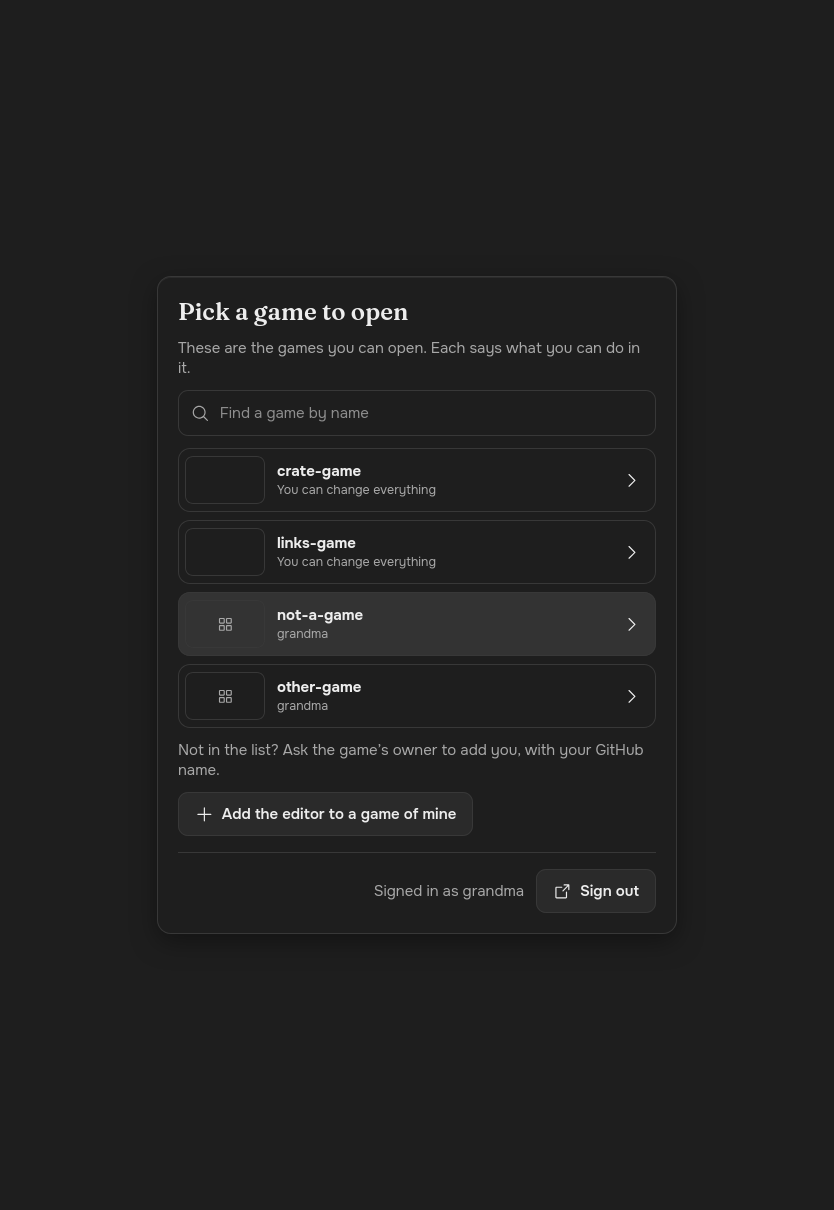 Pick a game to open
These are the games you can open. Each says what you can do in
it.
Find a game by name
crate-game
You can change everything
links-game
You can change everything
not-a-game
grandma
other-game
grandma
Not in the list? Ask the game’s owner to add you, with your GitHub
name.
Add the editor to a game of mine
Signed in as grandma
Sign out